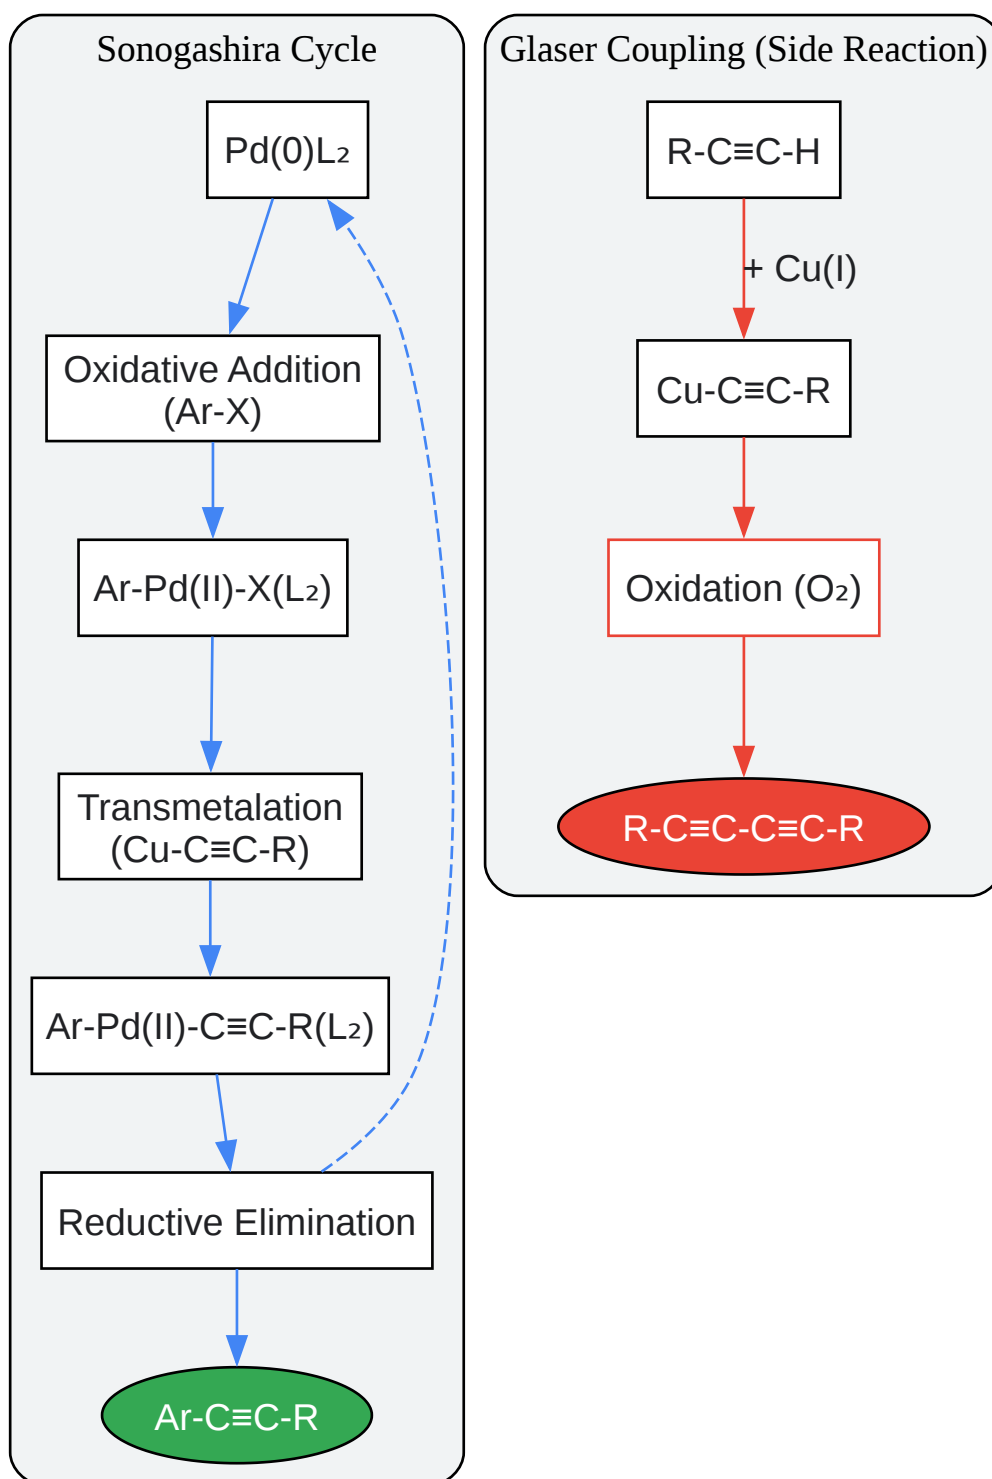 Sonogashira Cycle
Pd(0)L₂
Oxidative Addition
(Ar-X)
Ar-Pd(II)-X(L₂)
Transmetalation
(Cu-C≡C-R)
Ar-Pd(II)-C≡C-R(L₂)
Reductive Elimination
Ar-C≡C-R
Glaser Coupling (Side Reaction)
R-C≡C-H
+ Cu(I)
Cu-C≡C-R
Oxidation (O₂)
R-C≡C-C≡C-R